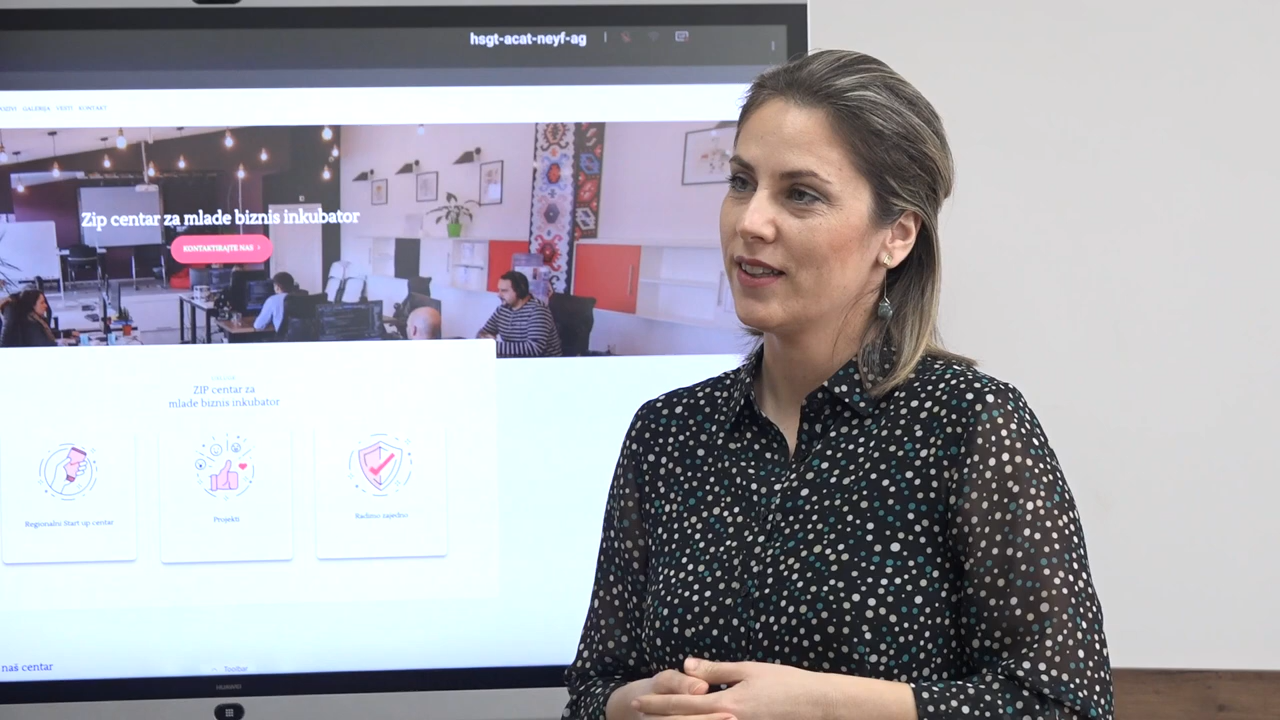 hsgt-acat-neyf-ag
GALERIJA VESTI KONTAKT
Zip centar za mlade biznis inkubator
KONTAKTIRAJTE NAS
ZIP centar za
mlade biznis inkubator
Regionalni Start up centar
Projekti
Radimo zajedno
naš centar
Toolbar
HUAWEI